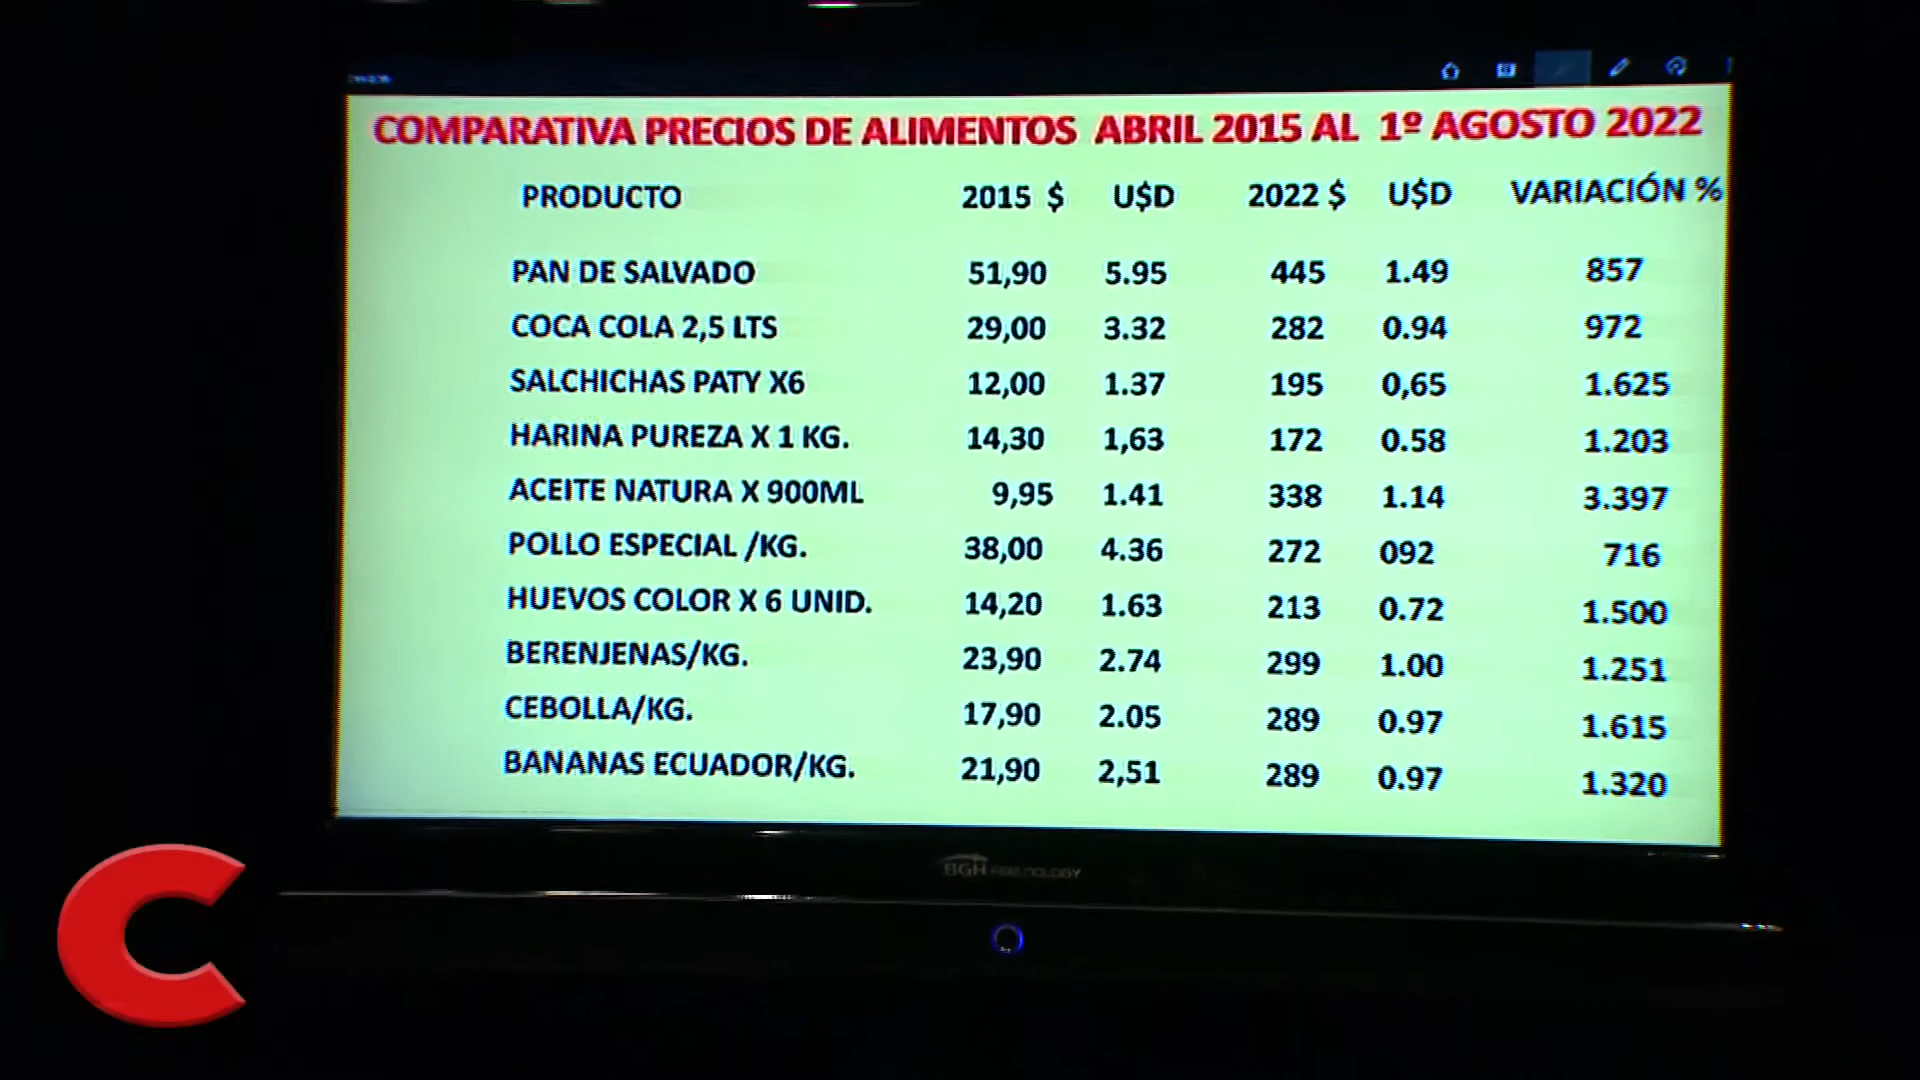 COMPARATIVA PRECIOS DE ALIMENTOS ABRIL 2015 AL 1º AGOSTO 2022
PRODUCTO 2015 $ U$D 2022 $ U$D VARIACIÓN %
PAN DE SALVADO 51,90 5.95 445 1.49 857
COCA COLA 2,5 LTS 29,00 3.32 282 0.94 972
SALCHICHAS PATY X6 12,00 1.37 195 0,65 1.625
HARINA PUREZA X 1 KG. 14,30 1,63 172 0.58 1.203
ACEITE NATURA X 900ML 9,95 1.41 338 1.14 3.397
POLLO ESPECIAL /KG. 38,00 4.36 272 092 716
HUEVOS COLOR X 6 UNID. 14,20 1.63 213 0.72 1.500
BERENJENAS/KG. 23,90 2.74 299 1.00 1.251
CEBOLLA/KG. 17,90 2.05 289 0.97 1.615
BANANAS ECUADOR/KG. 21,90 2,51 289 0.97 1.320
BGH
C